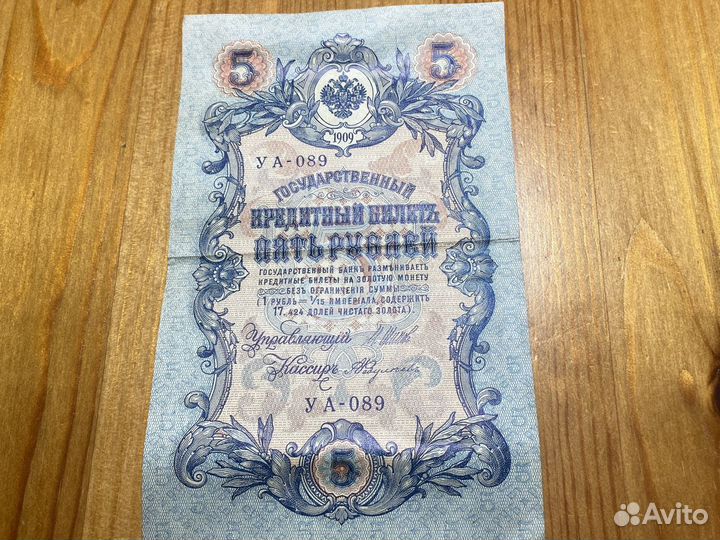 5 5
1909
УА-089
ГОСУДАРСТВЕННЫЙ
КРЕДИТНЫЙ БИЛЕТЪ
ПЯТЬ РУБЛЕЙ
ГОСУДАРСТВЕННЫЙ БАНКЪ РАЗМѢНИВАЕТЪ
КРЕДИТНЫЕ БИЛЕТЫ НА ЗОЛОТУЮ МОНЕТУ
БЕЗЪ ОГРАНИЧЕНІЯ СУММЫ
(1 РУБЛЬ = 1/15 ИМПЕРІАЛА, СОДЕРЖИТЪ
17,424 ДОЛЕЙ ЧИСТАГО ЗОЛОТА).
Управляющій
Кассиръ
УА-089
5
Avito